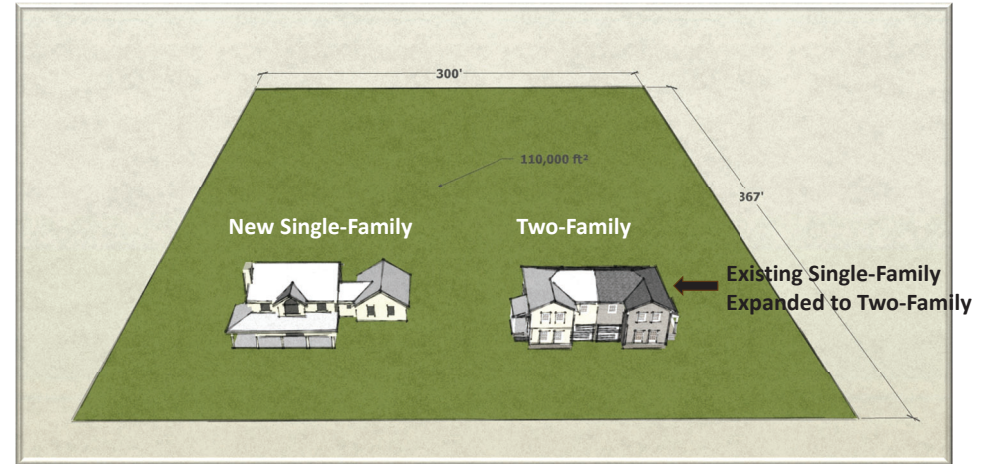 300'
110,000 ft²
367'
New Single-Family
Two-Family
Existing Single-Family
Expanded to Two-Family